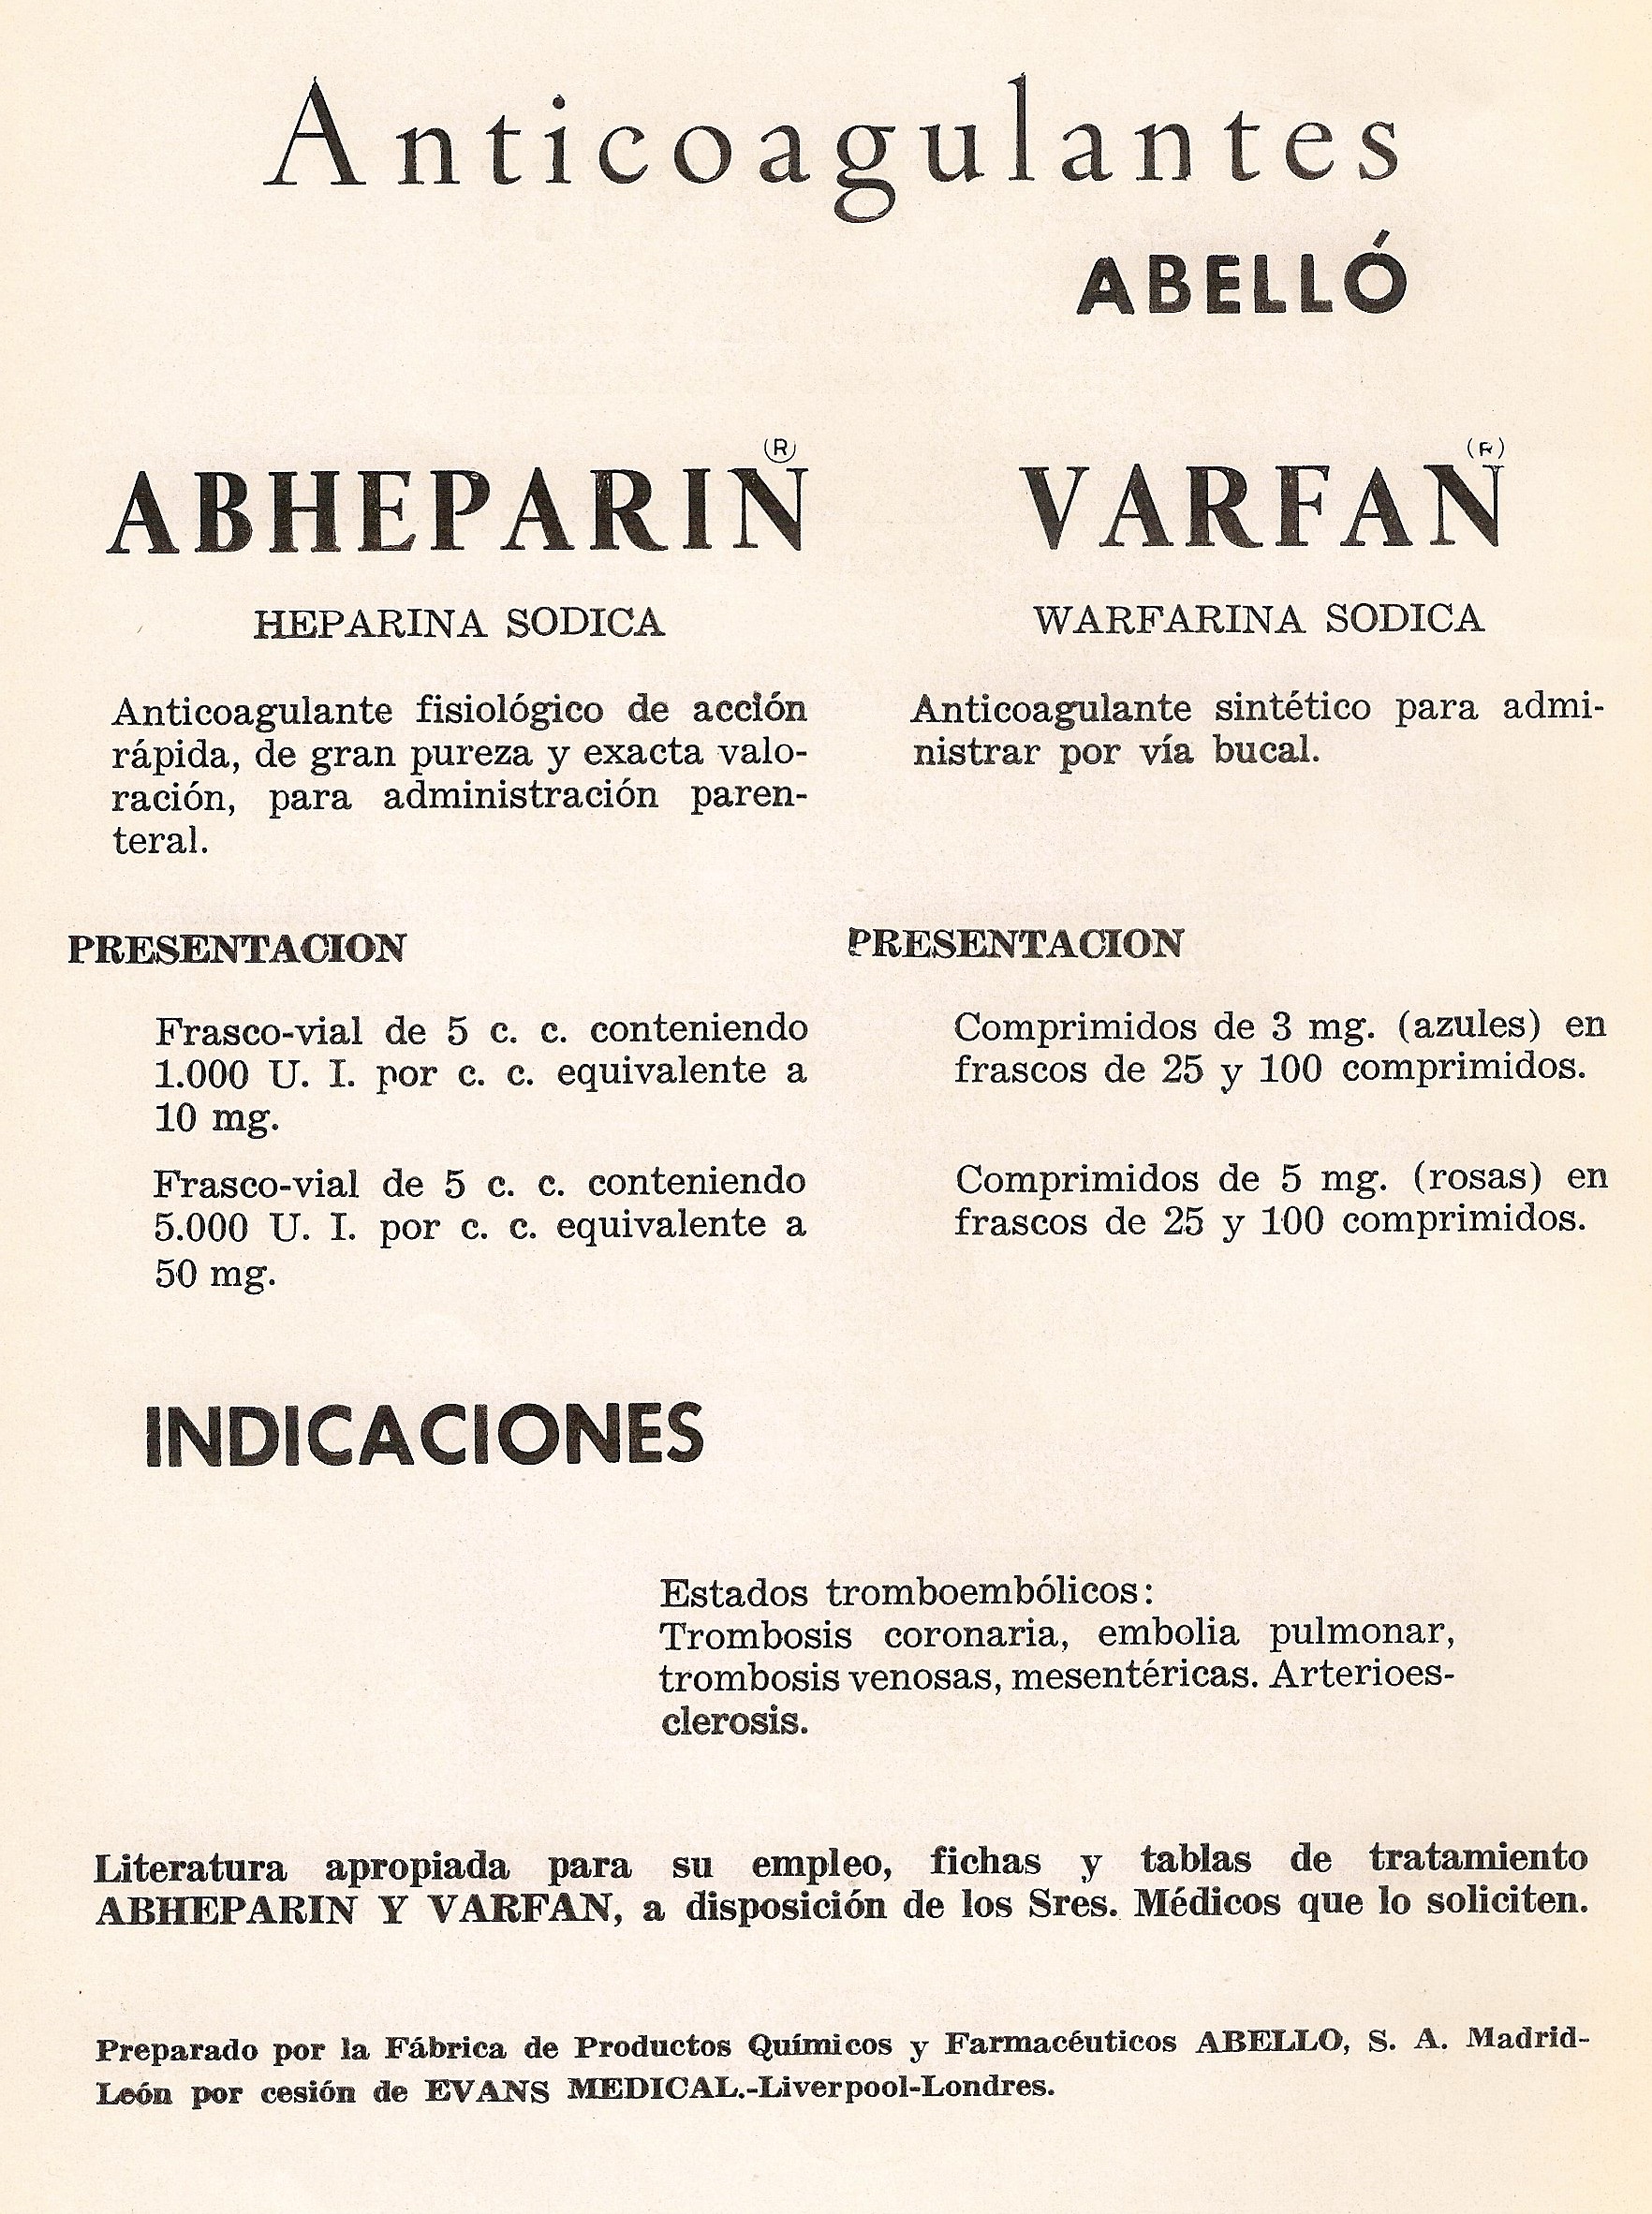 Anticoagulantes
ABELLÓ
ABHEPARIN (R)
HEPARINA SODICA
Anticoagulante fisiológico de acción
rápida, de gran pureza y exacta valo-
ración, para administración paren-
teral.
PRESENTACION
Frasco-vial de 5 c. c. conteniendo
1.000 U. I. por c. c. equivalente a
10 mg.
Frasco-vial de 5 c. c. conteniendo
5.000 U. I. por c. c. equivalente a
50 mg.
VARFAN (R)
WARFARINA SODICA
Anticoagulante sintético para admi-
nistrar por vía bucal.
PRESENTACION
Comprimidos de 3 mg. (azules) en
frascos de 25 y 100 comprimidos.
Comprimidos de 5 mg. (rosas) en
frascos de 25 y 100 comprimidos.
INDICACIONES
Estados tromboembólicos:
Trombosis coronaria, embolia pulmonar,
trombosis venosas, mesentéricas. Arterioes-
clerosis.
Literatura apropiada para su empleo, fichas y tablas de tratamiento
ABHEPARIN Y VARFAN, a disposición de los Sres. Médicos que lo soliciten.
Preparado por la Fábrica de Productos Químicos y Farmacéuticos ABELLO, S. A. Madrid-
León por cesión de EVANS MEDICAL.-Liverpool-Londres.